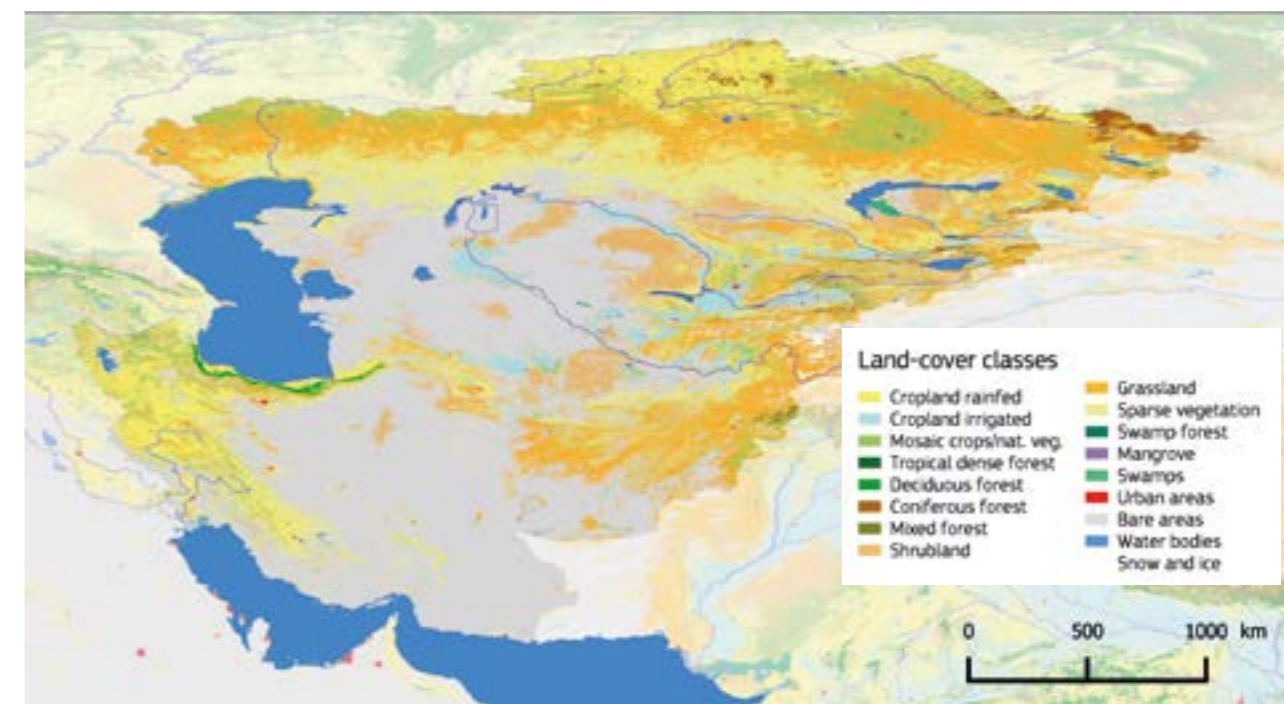 Land-cover classes
Cropland rainfed
Cropland irrigated
Mosaic crops/nat. veg.
Tropical dense forest
Deciduous forest
Coniferous forest
Mixed forest
Shrubland
Grassland
Sparse vegetation
Swamp forest
Mangrove
Swamps
Urban areas
Bare areas
Water bodies
Snow and ice
0 500 1000 km